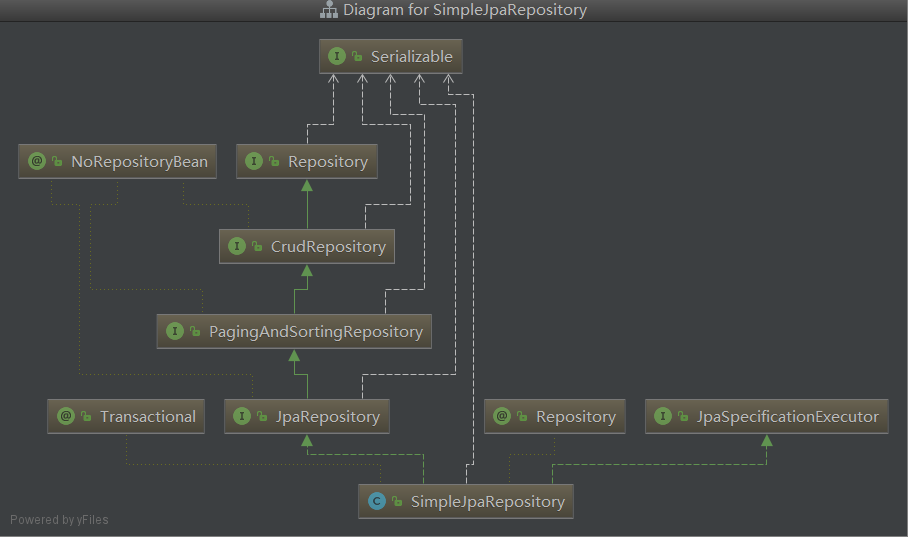 Diagram for SimpleJpaRepository
I Serializable
@ NoRepositoryBean
I Repository
I CrudRepository
I PagingAndSortingRepository
@ Transactional
I JpaRepository
@ Repository
I JpaSpecificationExecutor
C SimpleJpaRepository
Powered by yFiles